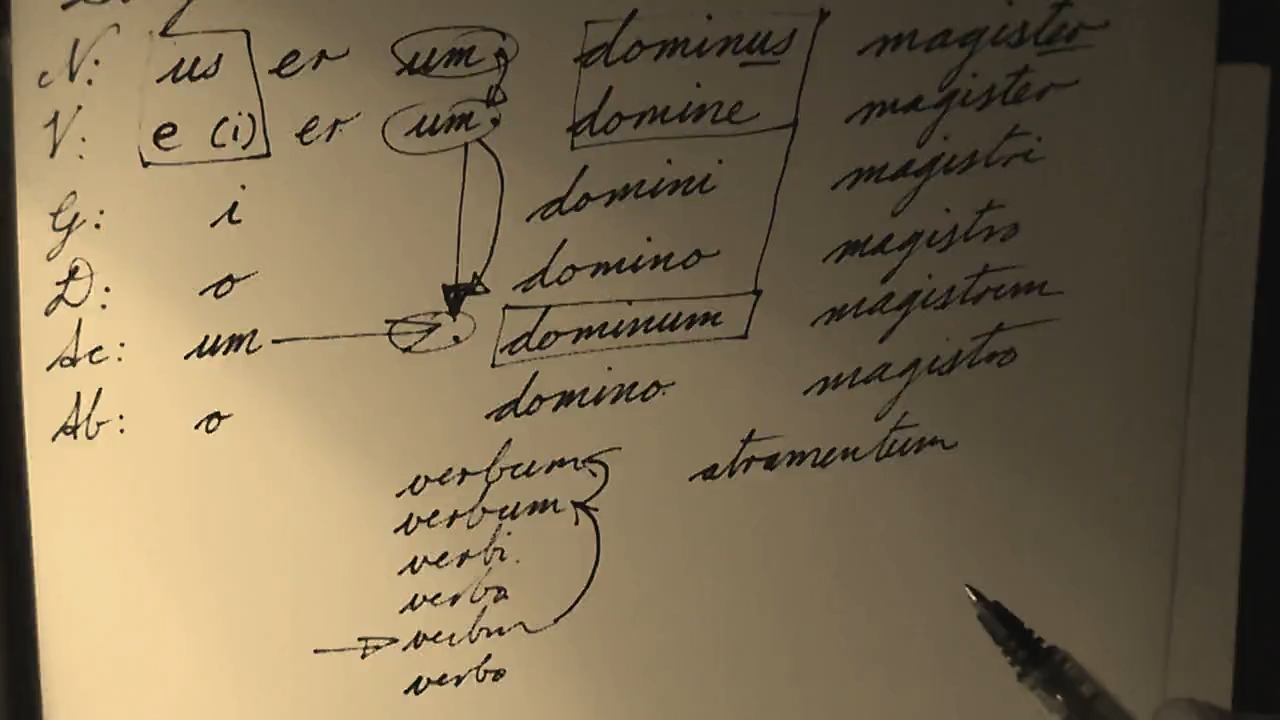 N: us er um dominus magister
V: e (i) er um domine magister
G: i domini magistri
D: o domino magistro
Ac: um dominum magistrum
Ab: o domino magistro
verbum atramentum
verbum
verbi
verbo
verbum
verbo